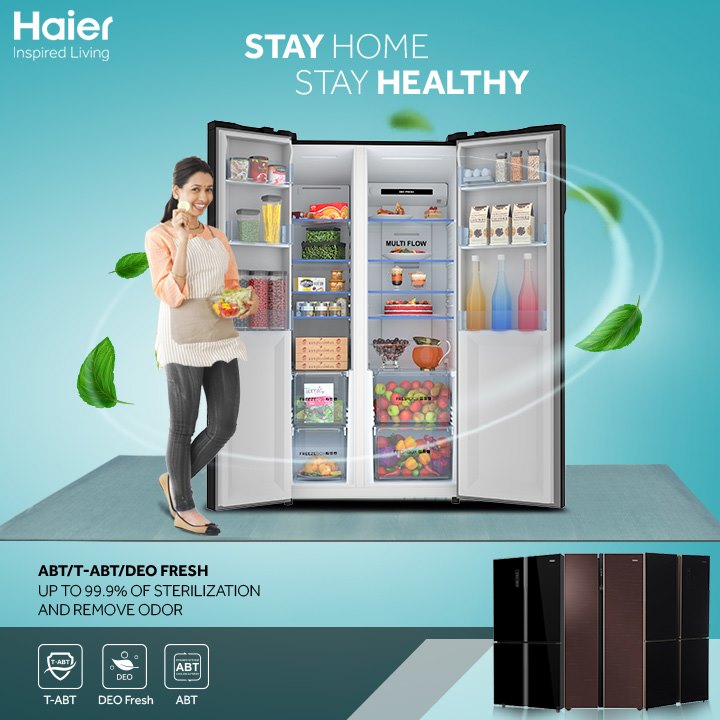 Haier
Inspired Living
STAY HOME
STAY HEALTHY
MULTI FLOW
ABT/T-ABT/DEO FRESH
UP TO 99.9% OF STERILIZATION
AND REMOVE ODOR
T-ABT
DEO
ABT
T-ABT
DEO Fresh
ABT